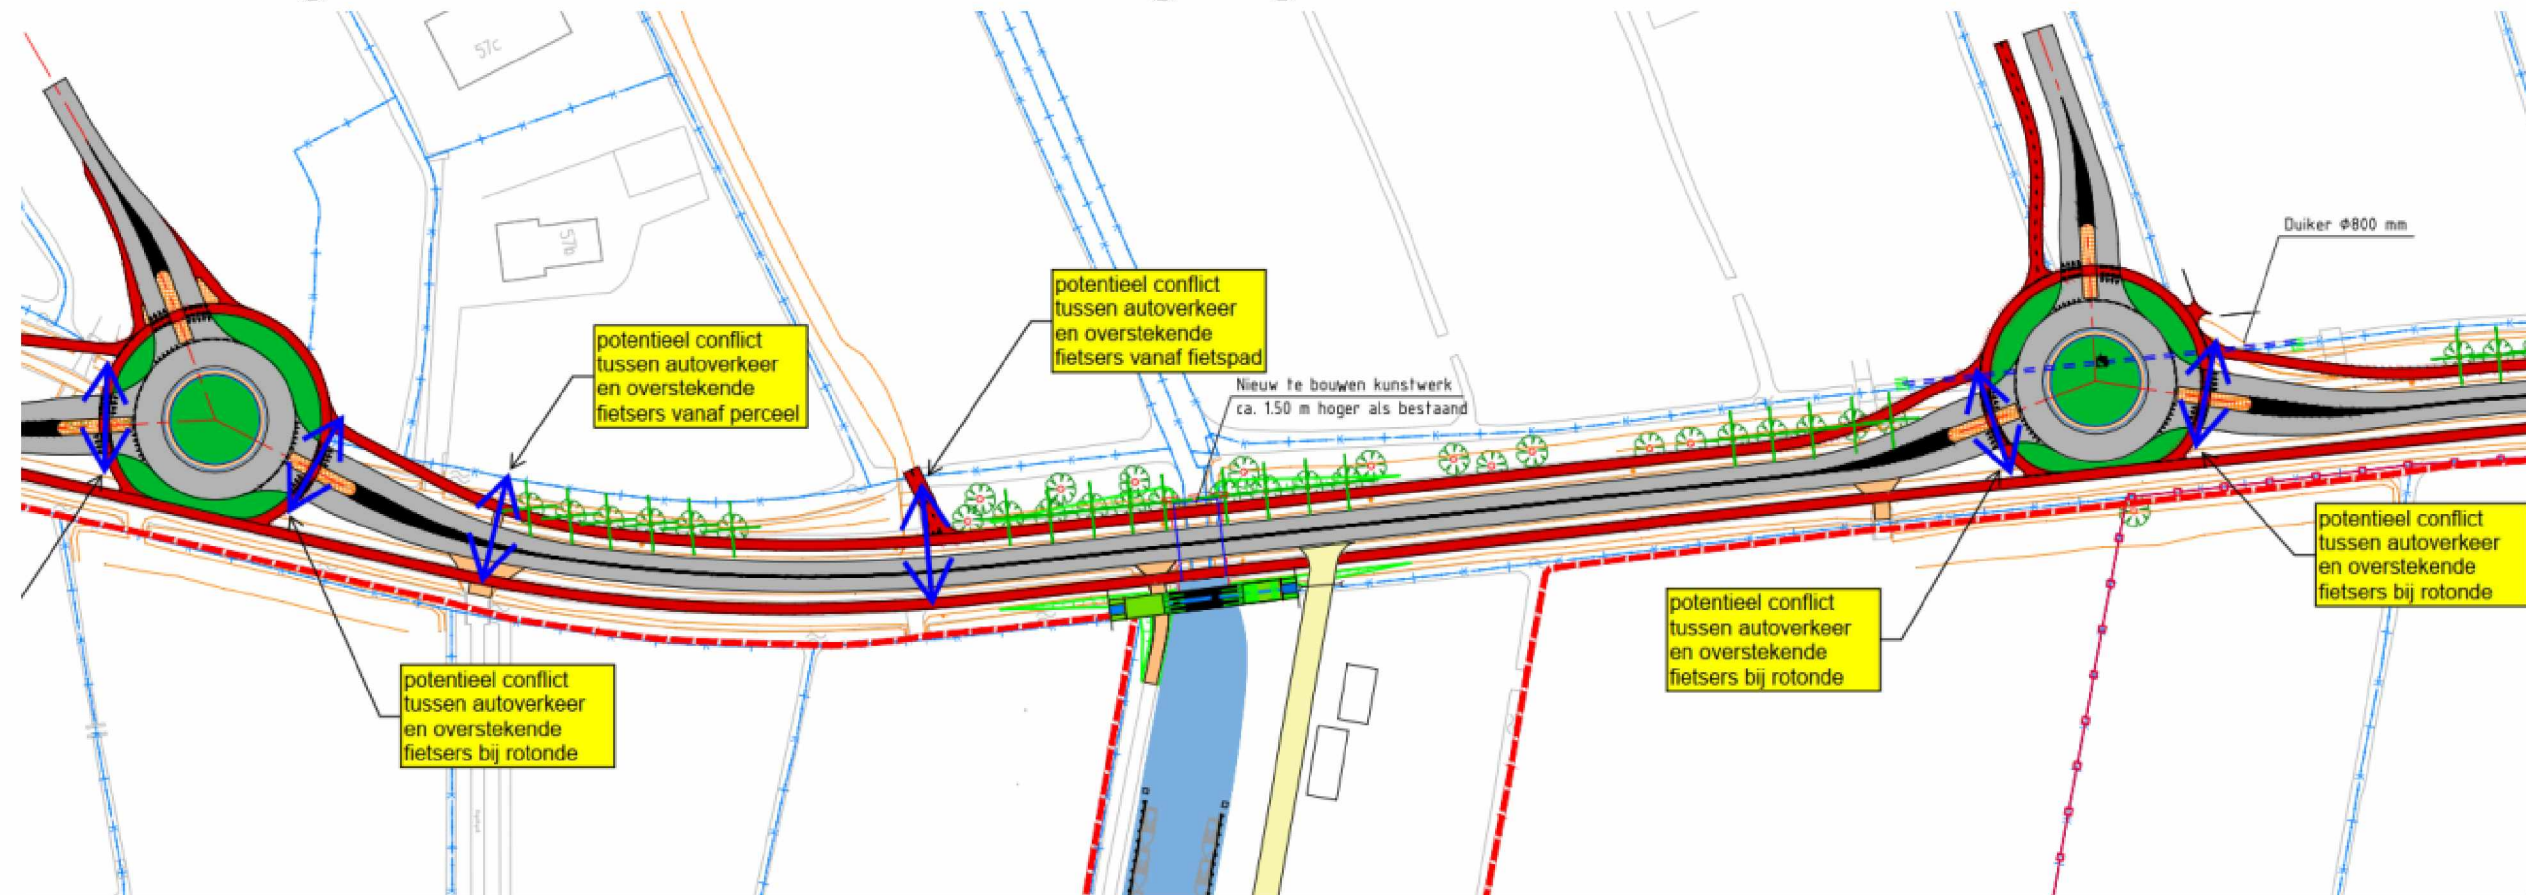 57c
57b
potentieel conflict
tussen autoverkeer
en overstekende
fietsers vanaf perceel
potentieel conflict
tussen autoverkeer
en overstekende
fietsers vanaf fietspad
Nieuw te bouwen kunstwerk
ca. 1.50 m hoger als bestaand
Duiker Φ800 mm
potentieel conflict
tussen autoverkeer
en overstekende
fietsers bij rotonde
potentieel conflict
tussen autoverkeer
en overstekende
fietsers bij rotonde
potentieel conflict
tussen autoverkeer
en overstekende
fietsers bij rotonde